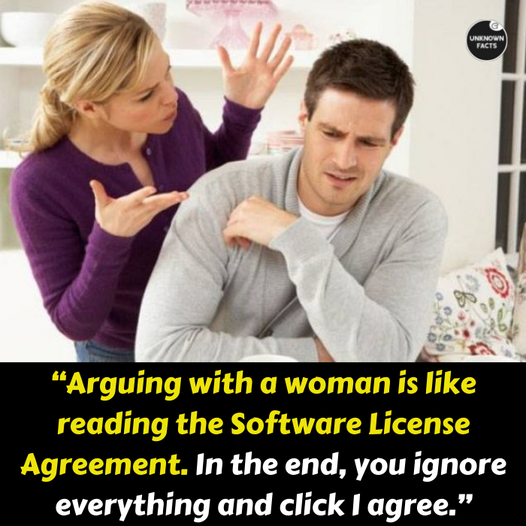 UNKNOWN
FACTS
“Arguing with a woman is like
reading the Software License
Agreement. In the end, you ignore
everything and click I agree.”